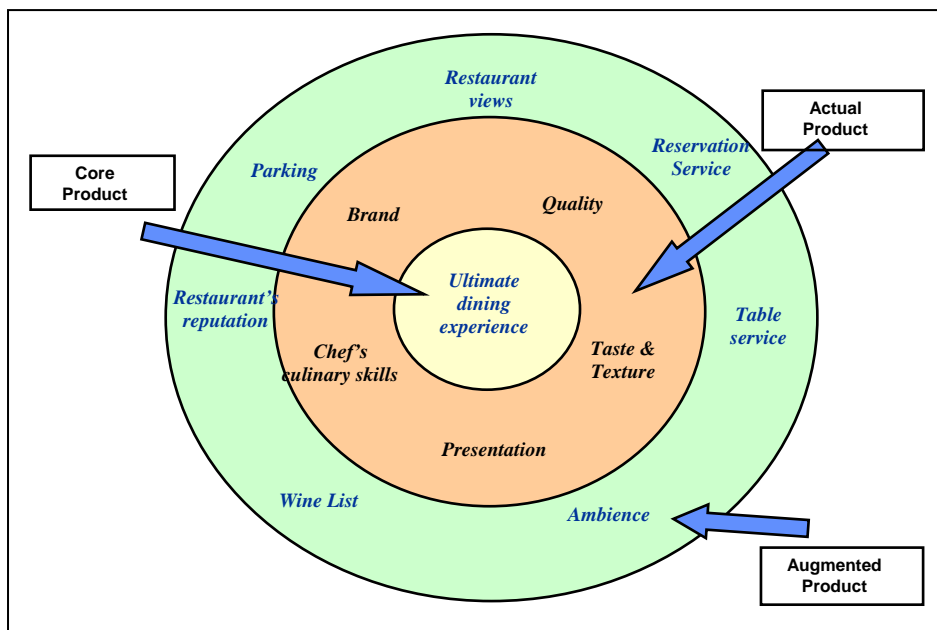 Restaurant
views
Actual
Product
Reservation
Service
Core
Product
Parking
Brand
Quality
Ultimate
dining
experience
Restaurant's
reputation
Table
service
Chef's
culinary skills
Taste &
Texture
Presentation
Wine List
Ambience
Augmented
Product